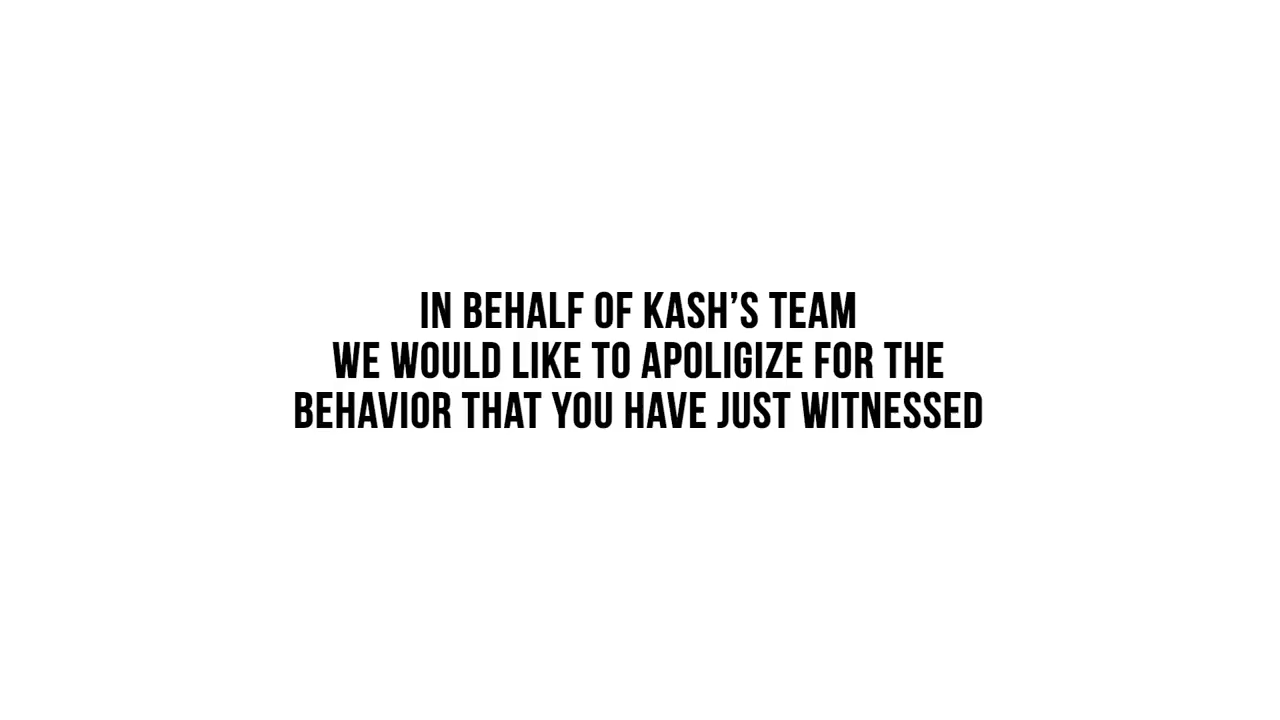 IN BEHALF OF KASH’S TEAM
WE WOULD LIKE TO APOLIGIZE FOR THE
BEHAVIOR THAT YOU HAVE JUST WITNESSED